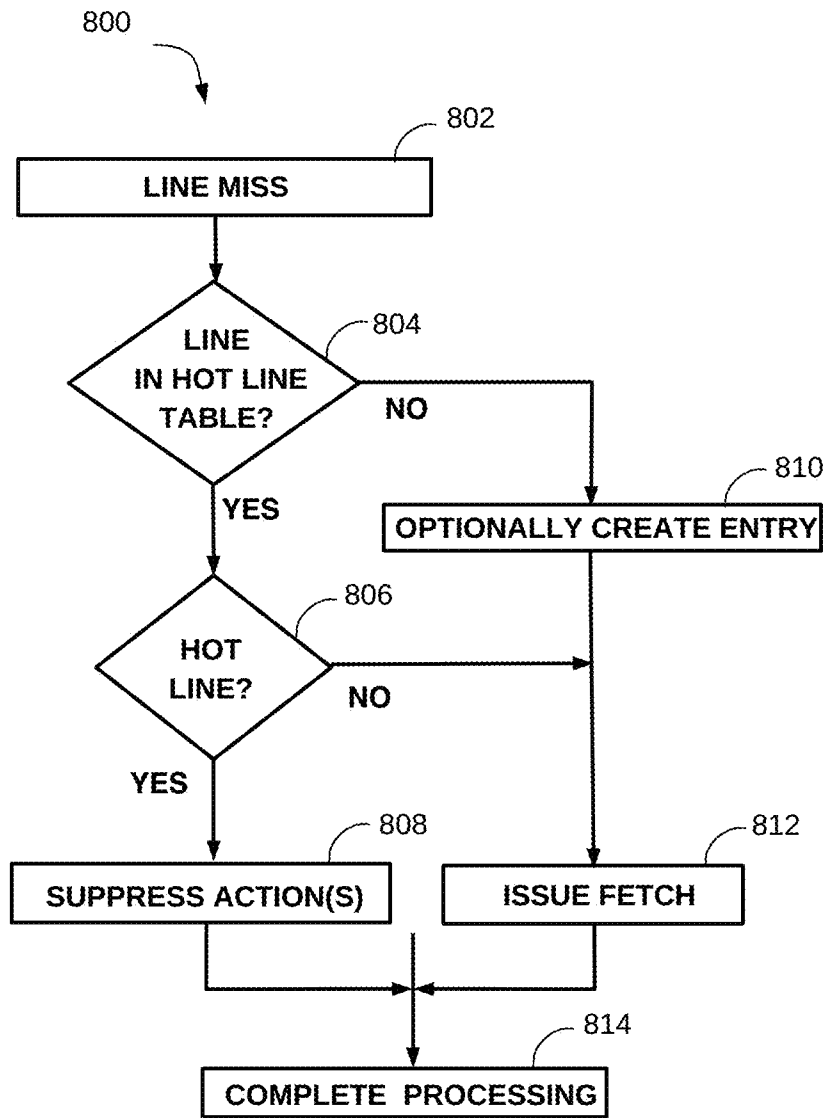 800
802
LINE MISS
804
LINE
IN HOT LINE
TABLE?
NO
810
YES
OPTIONALLY CREATE ENTRY
806
HOT
LINE?
NO
YES
808
812
SUPPRESS ACTION(S)
ISSUE FETCH
814
COMPLETE PROCESSING